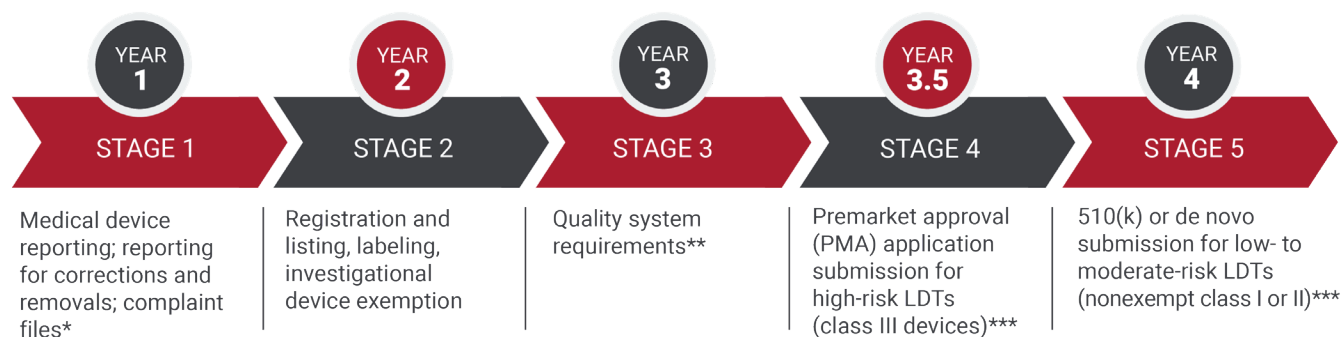 YEAR
1
YEAR
2
YEAR
3
YEAR
3.5
YEAR
4
STAGE 1
STAGE 2
STAGE 3
STAGE 4
STAGE 5
Medical device
reporting; reporting
for corrections and
removals; complaint
files*
Registration and
listing, labeling,
investigational
device exemption
Quality system
requirements**
Premarket approval
(PMA) application
submission for
high-risk LDTs
(class III devices)***
510(k) or de novo
submission for low- to
moderate-risk LDTs
(nonexempt class I or II)***